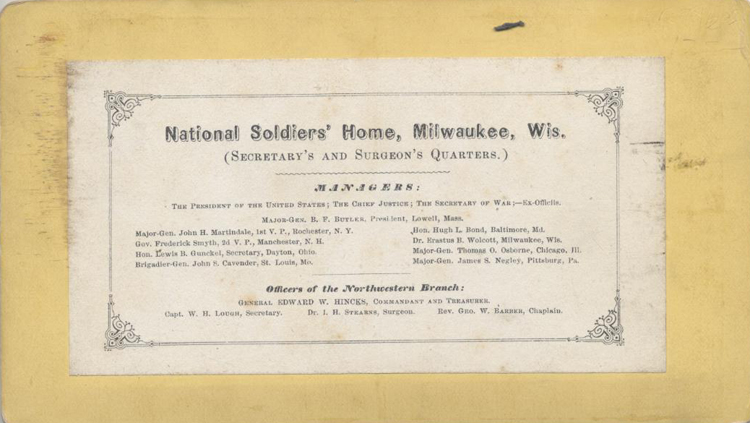 National Soldiers' Home, Milwaukee, Wis.
(Secretary's and Surgeon's Quarters.)
MANAGERS:
The President of the United States; The Chief Justice; The Secretary of War;—Ex-Officiis.
Major-Gen. B. F. Butler, President, Lowell, Mass.
Major-Gen. John H. Martindale, 1st V. P., Rochester, N. Y.
Gov. Frederick Smyth, 2d V. P., Manchester, N. H.
Hon. Lewis B. Gunckel, Secretary, Dayton, Ohio.
Brigadier-Gen. John S. Cavender, St. Louis, Mo.
Hon. Hugh L. Bond, Baltimore, Md.
Dr. Erastus B. Wolcott, Milwaukee, Wis.
Major-Gen. Thomas O. Osborne, Chicago, Ill.
Major-Gen. James S. Negley, Pittsburg, Pa.
Officers of the Northwestern Branch:
General EDWARD W. HINCKS, Commandant and Treasurer.
Capt. W. H. Lough, Secretary. Dr. I. H. Stearns, Surgeon. Rev. Geo. W. Barber, Chaplain.